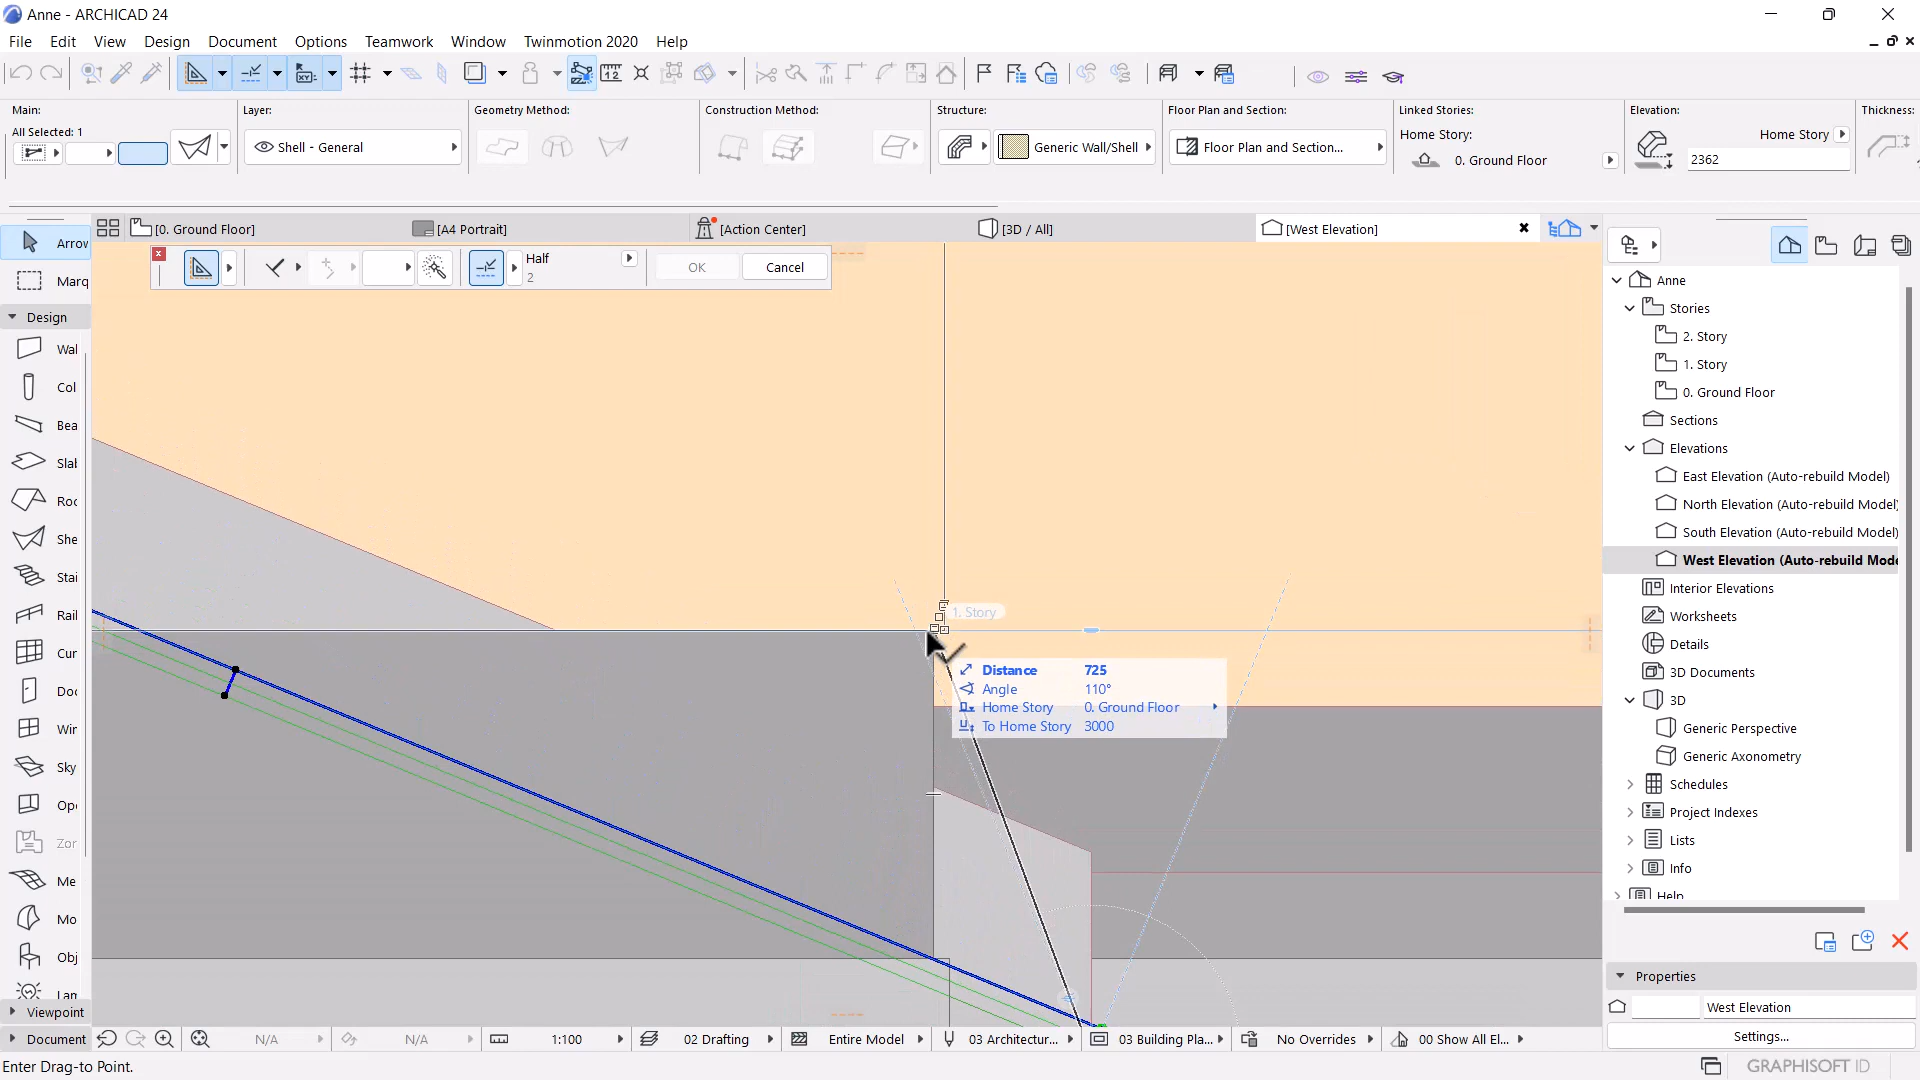 Anne - ARCHICAD 24
File Edit View Design Document Options Teamwork Window Twinmotion 2020 Help
Main: Layer: Geometry Method: Construction Method: Structure: Floor Plan and Section: Linked Stories: Elevation: Thickness:
All Selected: 1
Home Story: Home Story
Shell - General Generic Wall/Shell Floor Plan and Section... 0. Ground Floor 2362
[0. Ground Floor] [A4 Portrait] [Action Center] [3D / All] [West Elevation]
Arrow
Half
2
OK Cancel
Marq
Design
Wal
Col
Bea
Slab
Roo
She
Stai
Rail
Cur
Doo
Win
Sky
Ope
Zor
Me
Mo
Obj
Lam
Viewpoint
Document
1. Story
Distance 725
Angle 110°
Home Story 0. Ground Floor
To Home Story 3000
Anne
Stories
2. Story
1. Story
0. Ground Floor
Sections
Elevations
East Elevation (Auto-rebuild Model)
North Elevation (Auto-rebuild Model)
South Elevation (Auto-rebuild Model)
West Elevation (Auto-rebuild Mode
Interior Elevations
Worksheets
Details
3D Documents
3D
Generic Perspective
Generic Axonometry
Schedules
Project Indexes
Lists
Info
Help
Properties
West Elevation
Settings...
N/A N/A 1:100 02 Drafting Entire Model 03 Architectur... 03 Building Pla... No Overrides 00 Show All El...
Enter Drag-to Point.
GRAPHISOFT ID